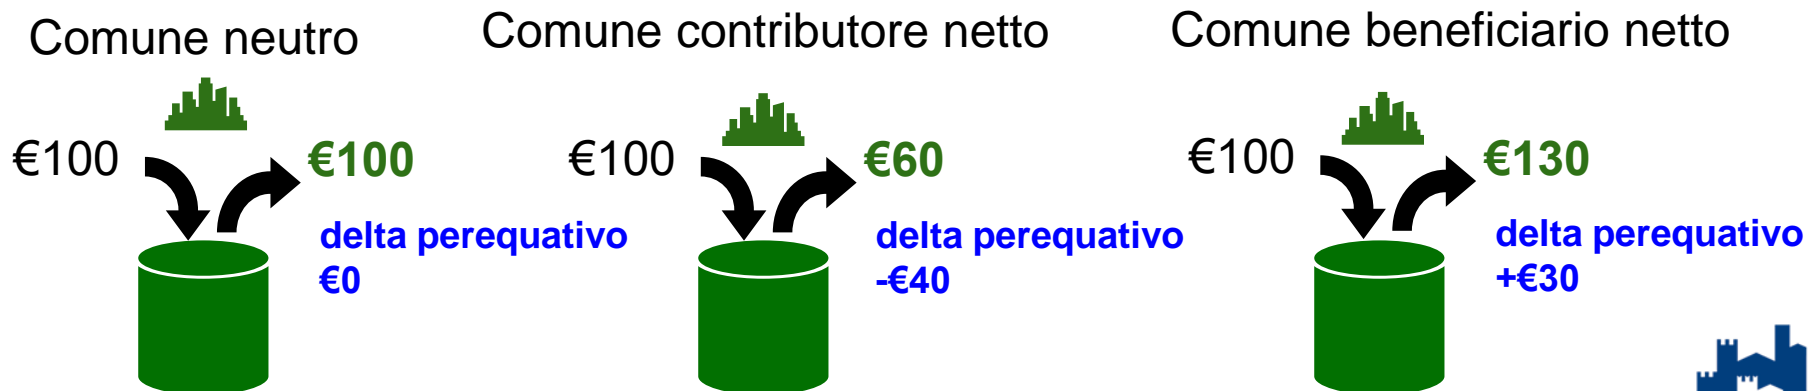 Comune neutro
€100
€100
delta perequativo
€0
Comune contributore netto
€100
€60
delta perequativo
-€40
Comune beneficiario netto
€100
€130
delta perequativo
+€30